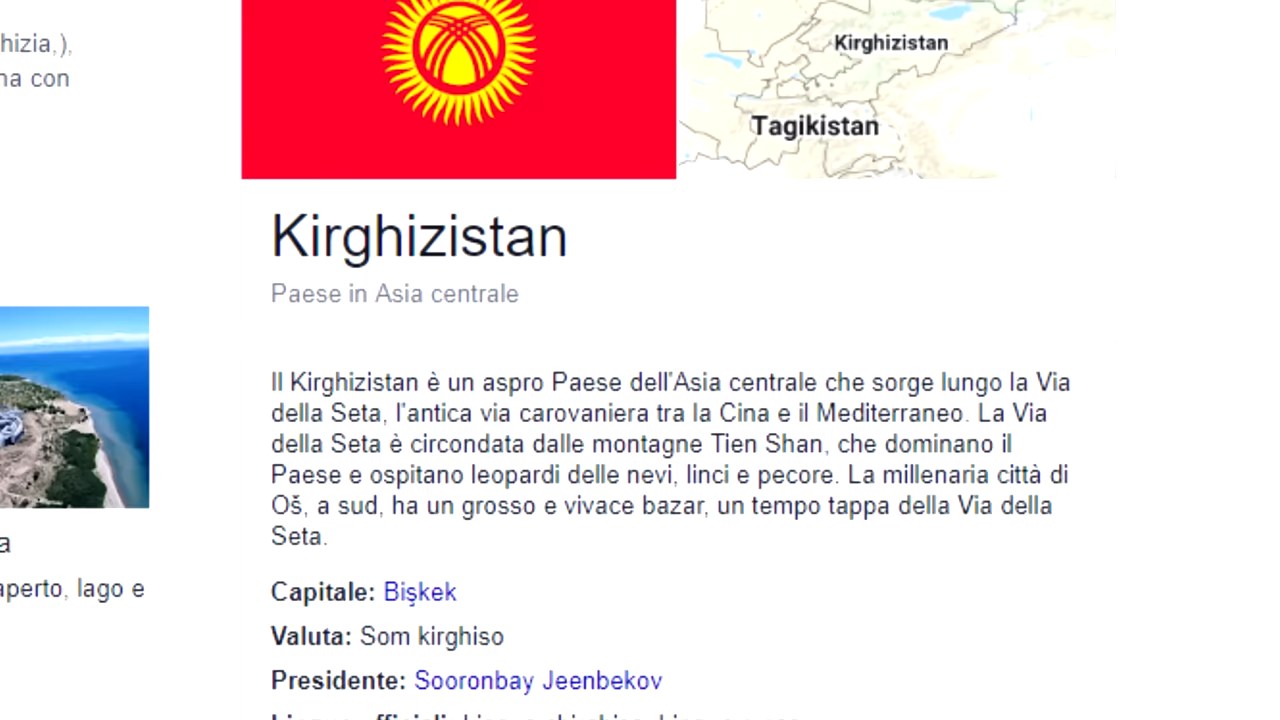 hizia,),
na con
Kirghizistan
Tagikistan
Kirghizistan
Paese in Asia centrale
Il Kirghizistan è un aspro Paese dell'Asia centrale che sorge lungo la Via
della Seta, l'antica via carovaniera tra la Cina e il Mediterraneo. La Via
della Seta è circondata dalle montagne Tien Shan, che dominano il
Paese e ospitano leopardi delle nevi, linci e pecore. La millenaria città di
Oš, a sud, ha un grosso e vivace bazar, un tempo tappa della Via della
Seta.
a
aperto, lago e
Capitale: Bişkek
Valuta: Som kirghiso
Presidente: Sooronbay Jeenbekov